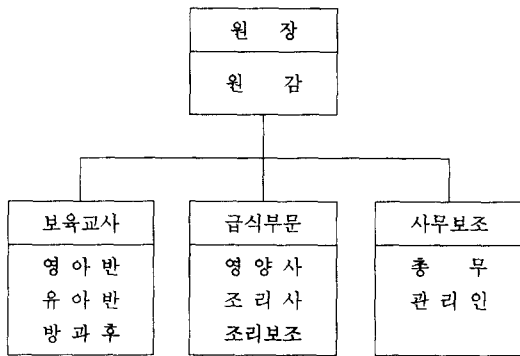 원 장
원 감
보육교사
영 아 반
유 아 반
방 과 후
급식부문
영 양 사
조 리 사
조리보조
사무보조
총 무
관 리 인